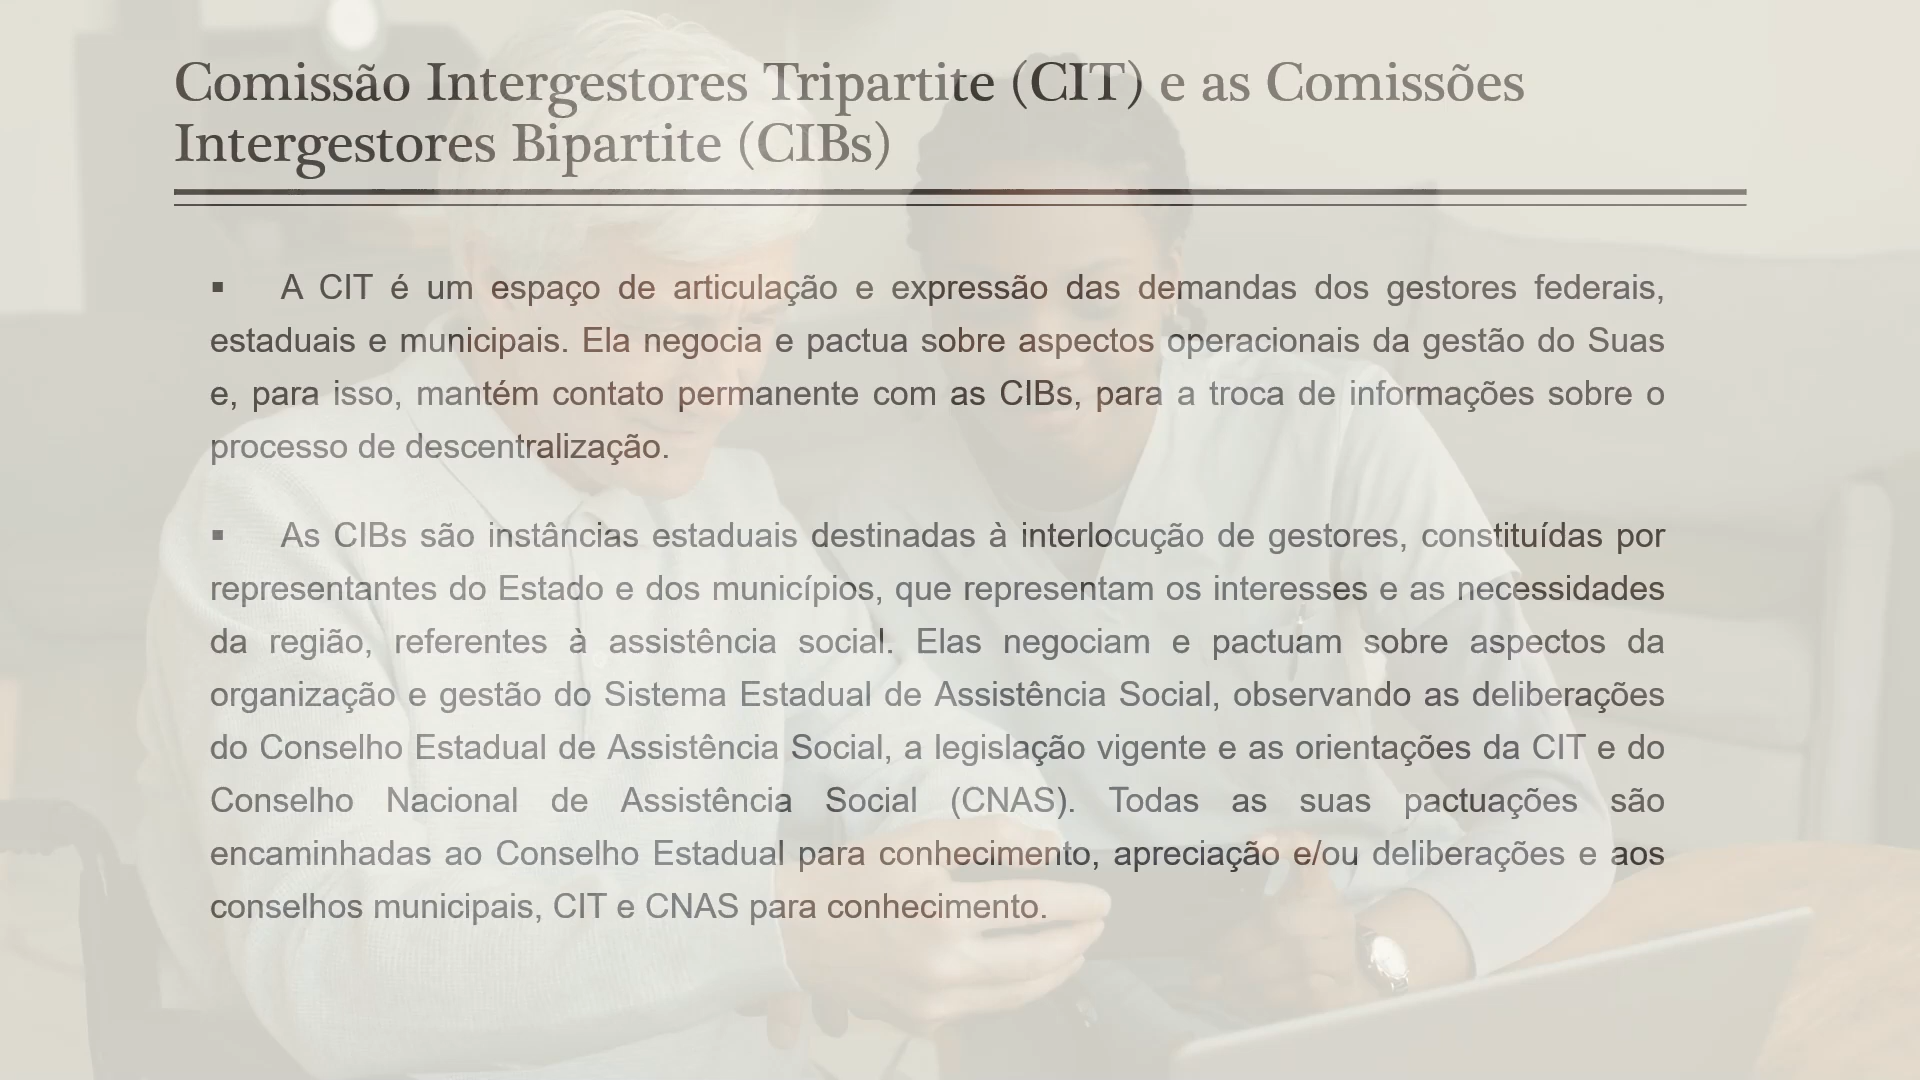 Comissão Intergestores Tripartite (CIT) e as Comissões
Intergestores Bipartite (CIBs)
▪ A CIT é um espaço de articulação e expressão das demandas dos gestores federais,
estaduais e municipais. Ela negocia e pactua sobre aspectos operacionais da gestão do Suas
e, para isso, mantém contato permanente com as CIBs, para a troca de informações sobre o
processo de descentralização.
▪ As CIBs são instâncias estaduais destinadas à interlocução de gestores, constituídas por
representantes do Estado e dos municípios, que representam os interesses e as necessidades
da região, referentes à assistência social. Elas negociam e pactuam sobre aspectos da
organização e gestão do Sistema Estadual de Assistência Social, observando as deliberações
do Conselho Estadual de Assistência Social, a legislação vigente e as orientações da CIT e do
Conselho Nacional de Assistência Social (CNAS). Todas as suas pactuações são
encaminhadas ao Conselho Estadual para conhecimento, apreciação e/ou deliberações e aos
conselhos municipais, CIT e CNAS para conhecimento.